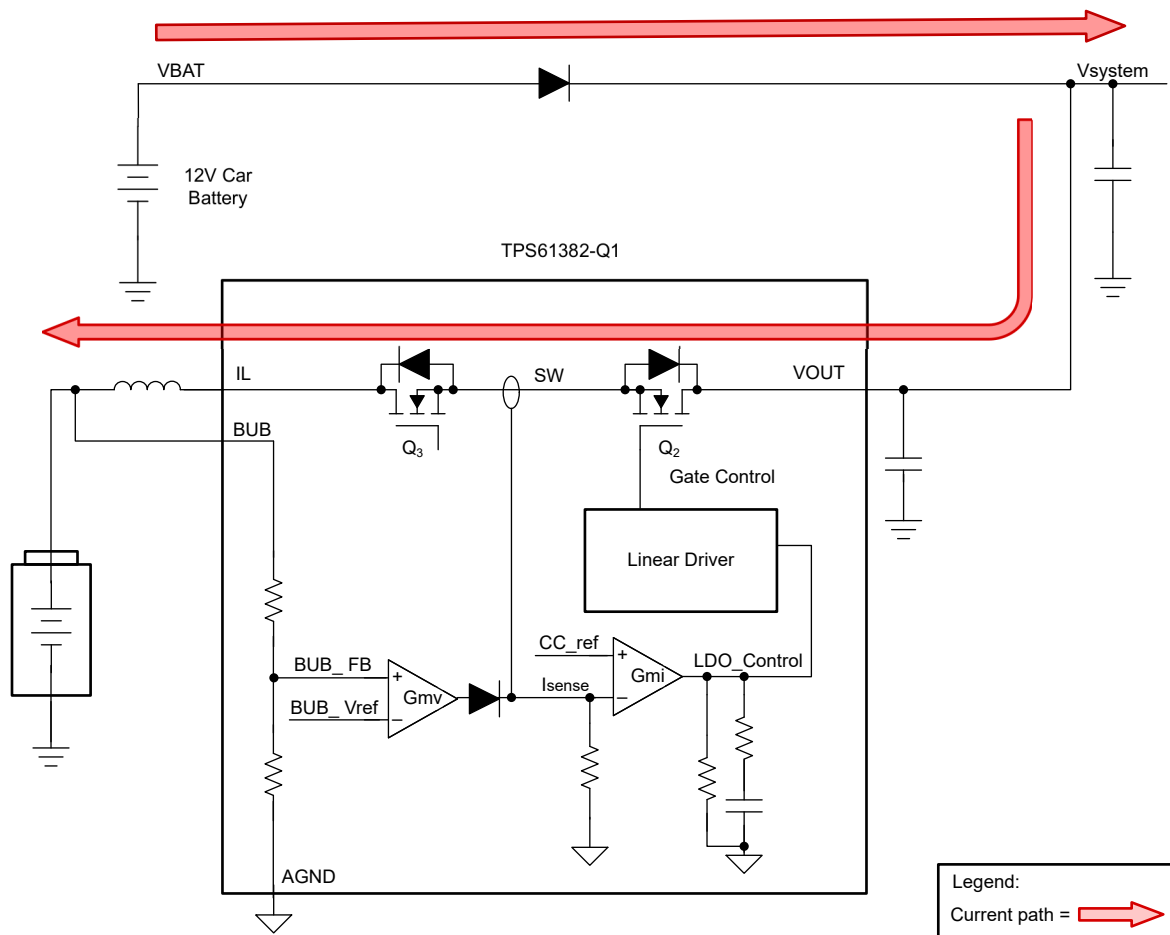 VBAT
Vsystem
12V Car
Battery
TPS61382-Q1
IL
SW
VOUT
BUB
Q3
Q2
Gate Control
Linear Driver
CC_ref
+
Gmi
−
LDO_Control
BUB_ FB
+
Gmv
−
Isense
BUB_ Vref
AGND
Legend:
Current path =